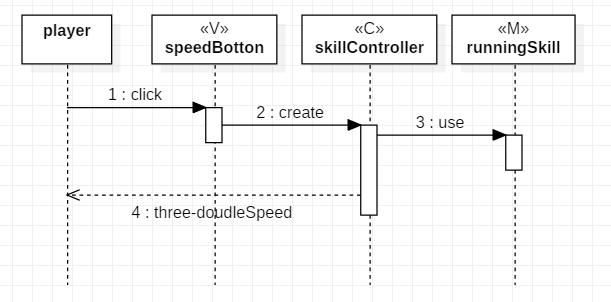 player
«V»
speedBotton
«C»
skillController
«M»
runningSkill
1 : click
2 : create
3 : use
4 : three-doudleSpeed